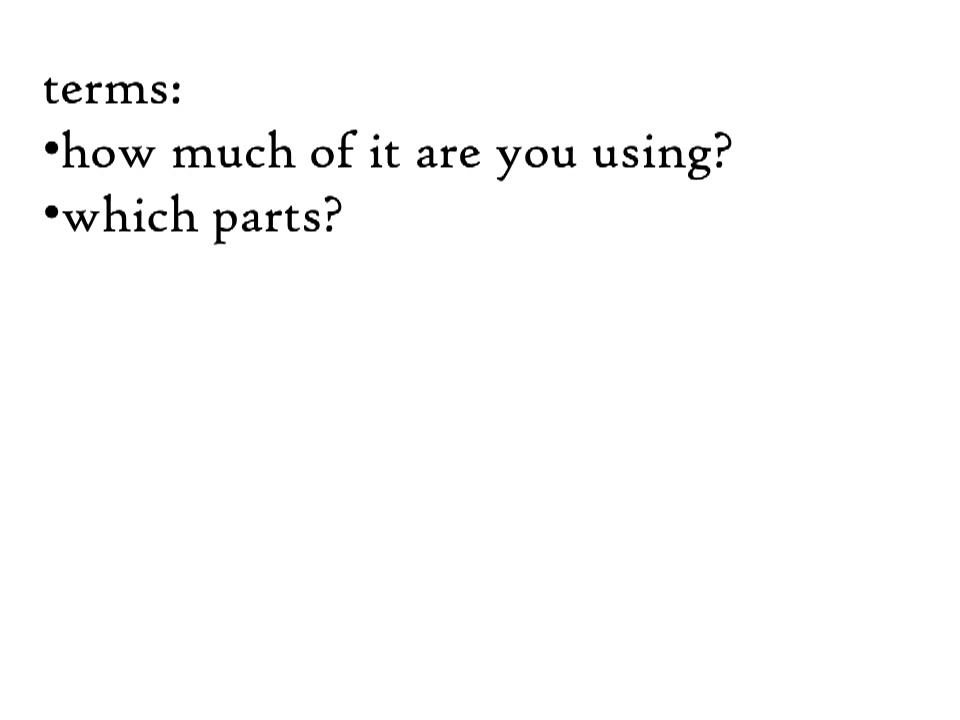 terms:
•how much of it are you using?
•which parts?